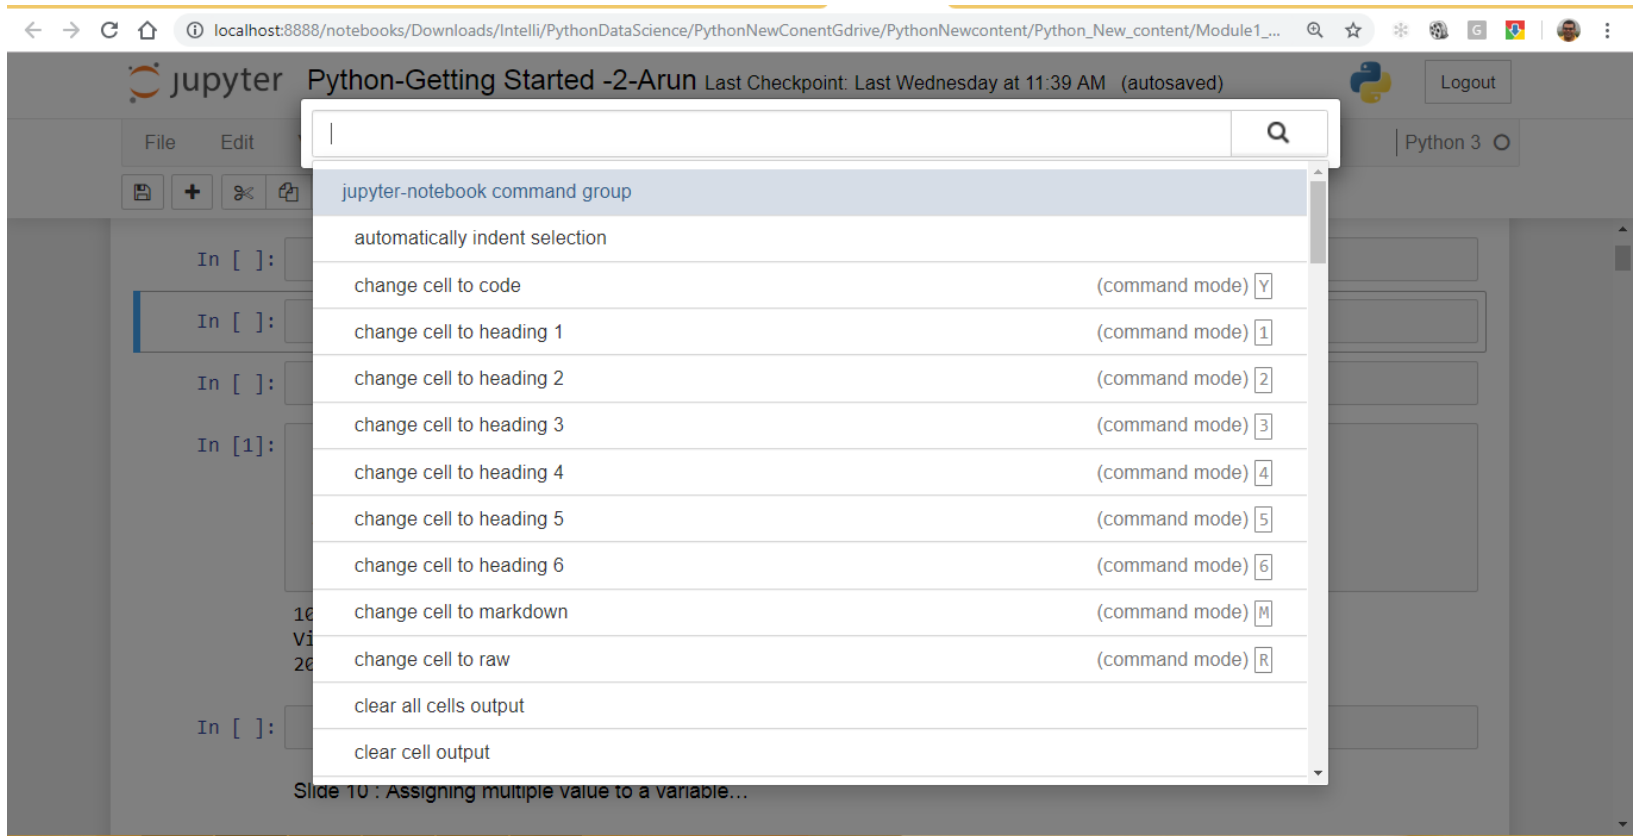 localhost:8888/notebooks/Downloads/Intelli/PythonDataScience/PythonNewConentGdrive/PythonNewcontent/Python_New_content/Module1_...
G
jupyter Python-Getting Started -2-Arun Last Checkpoint: Last Wednesday at 11:39 AM (autosaved)
Logout
File Edit
Python 3
jupyter-notebook command group
automatically indent selection
In [ ]:
change cell to code (command mode) Y
In [ ]:
change cell to heading 1 (command mode) 1
change cell to heading 2 (command mode) 2
In [ ]:
change cell to heading 3 (command mode) 3
In [1]:
change cell to heading 4 (command mode) 4
change cell to heading 5 (command mode) 5
change cell to heading 6 (command mode) 6
change cell to markdown (command mode) M
10
Vi
20
change cell to raw (command mode) R
clear all cells output
In [ ]:
clear cell output
Slide 10 : Assigning multiple value to a variable...